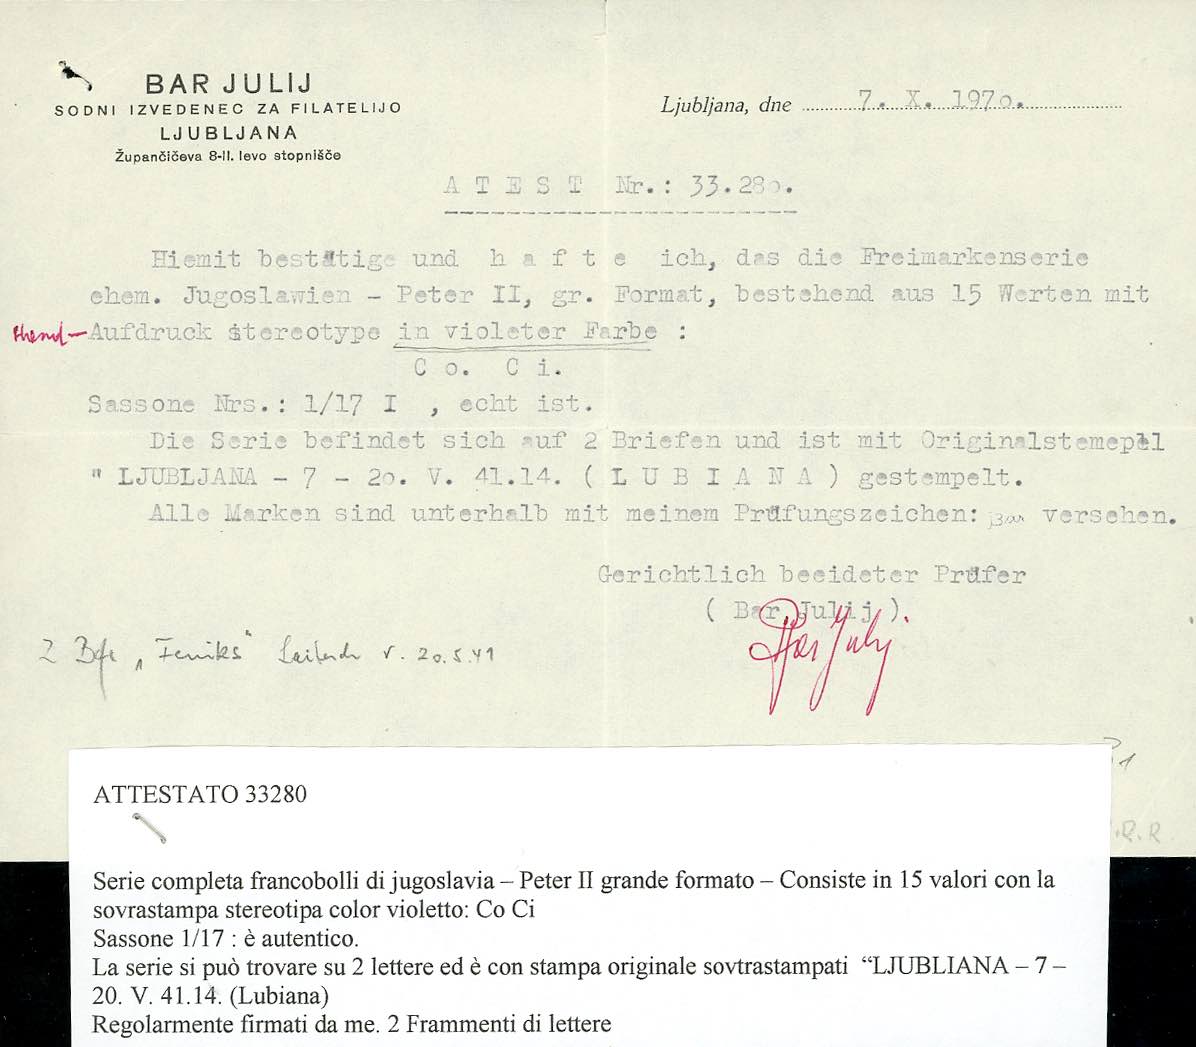 BAR JULIJ
SODNI IZVEDENEC ZA FILATELIJO
LJUBLJANA
Župančičeva 8-II. levo stopnišče
Ljubljana, dne 7. X. 1970.
A T E S T Nr.: 33.280.
Hiemit bestätige und h a f t e ich, das die Freimarkenserie
ehem. Jugoslawien - Peter II, gr. Format, bestehend aus 15 Werten mit
Aufdruck stereotype in violeter Farbe :
C o. C i.
Sassone Nrs.: 1/17 I , echt ist.
Die Serie befindet sich auf 2 Briefen und ist mit Originalstemepel
" LJUBLJANA - 7 - 20. V. 41.14. ( L U B I A N A ) gestempelt.
Alle Marken sind unterhalb mit meinem Prüfungszeichen: Bar versehen.
Gerichtlich beeideter Prüfer
( Bar Julij ).
Bar Julij
2 Bfe "Feniks" v. 20.5.41
R R
ATTESTATO 33280
Serie completa francobolli di jugoslavia – Peter II grande formato – Consiste in 15 valori con la
sovrastampa stereotipa color violetto: Co Ci
Sassone 1/17 : è autentico.
La serie si può trovare su 2 lettere ed è con stampa originale sovtrastampati “LJUBLIANA – 7 –
20. V. 41.14. (Lubiana)
Regolarmente firmati da me. 2 Frammenti di lettere